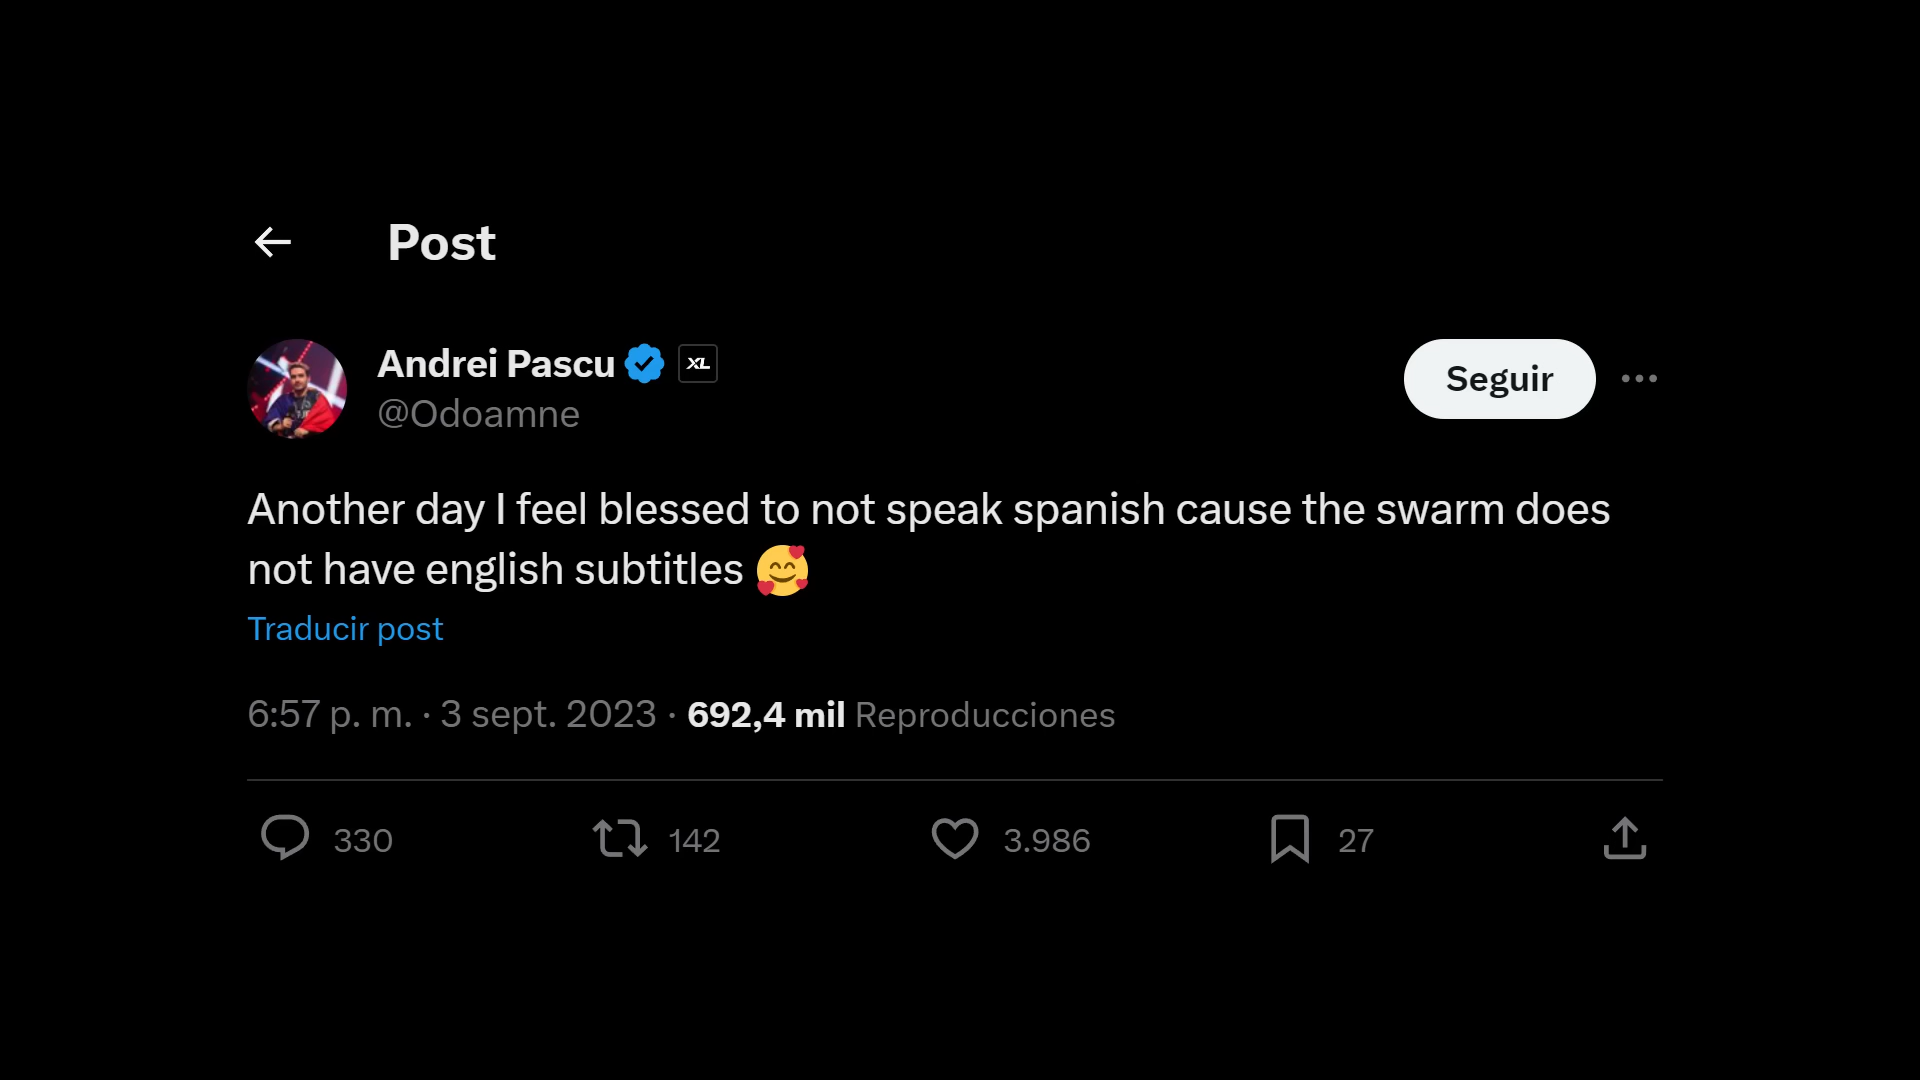 Post
Andrei Pascu XL
@Odoamne
Seguir
Another day I feel blessed to not speak spanish cause the swarm does
not have english subtitles 🥰
Traducir post
6:57 p. m. · 3 sept. 2023 · 692,4 mil Reproducciones
330 142 3.986 27